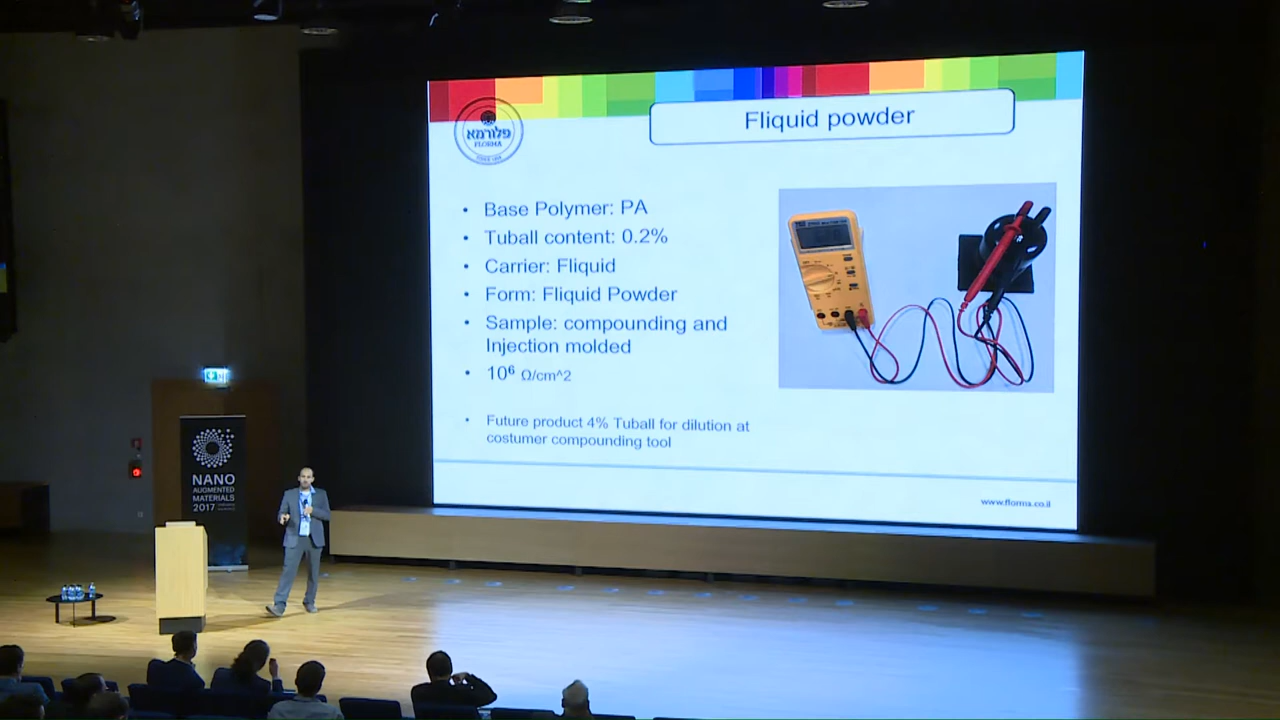 Fliquid powder
פלורמא
FLORMA
• Base Polymer: PA
• Tuball content: 0.2%
• Carrier: Fliquid
• Form: Fliquid Powder
• Sample: compounding and
Injection molded
• 10⁶ Ω/cm^2
• Future product 4% Tuball for dilution at
costumer compounding tool
www.florma.co.il
NANO
AUGMENTED
MATERIALS
2017